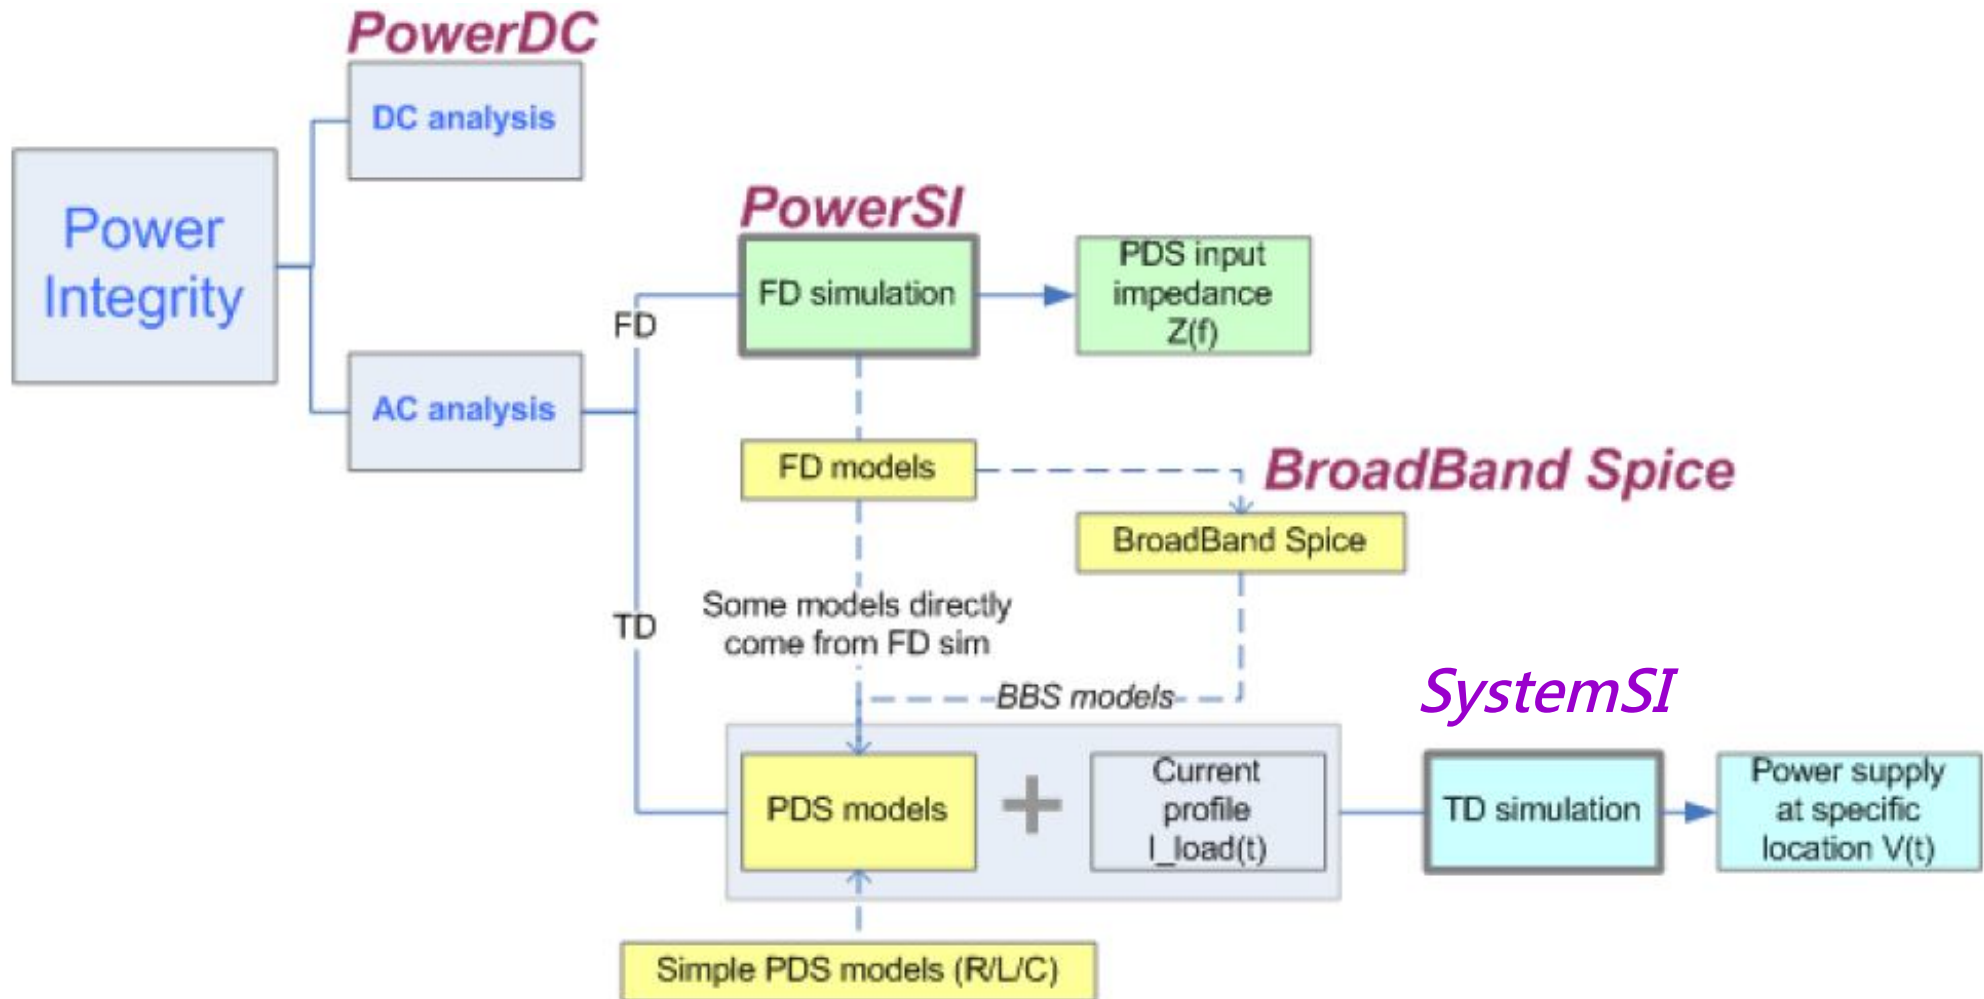 PowerDC
DC analysis
Power
Integrity
AC analysis
PowerSI
FD
FD simulation
PDS input
impedance
Z(f)
FD models
BroadBand Spice
BroadBand Spice
TD
Some models directly
come from FD sim
BBS models
SystemSI
PDS models
+
Current
profile
I_load(t)
TD simulation
Power supply
at specific
location V(t)
Simple PDS models (R/L/C)